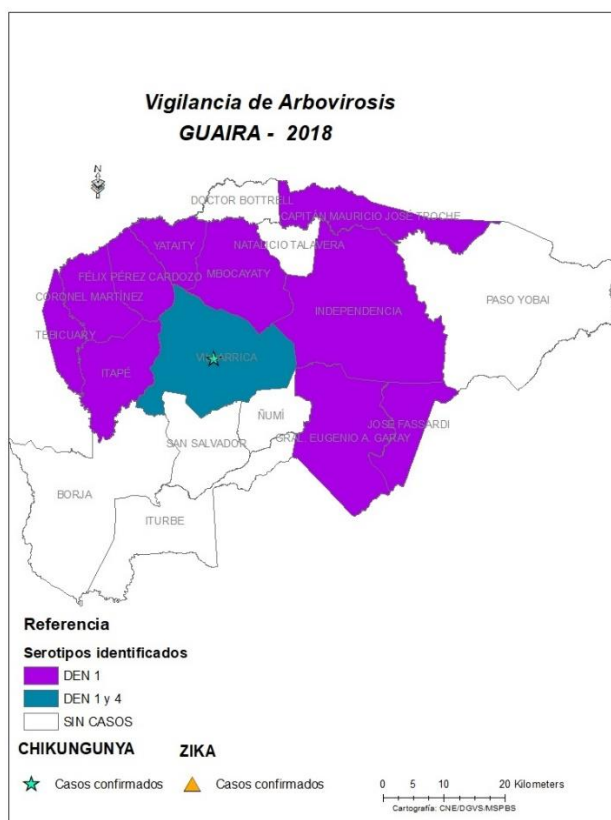 Vigilancia de Arbovirosis
GUAIRA - 2018
N
DOCTOR BOTTRELL
CAPITÁN MAURICIO JOSÉ TROCHE
YATAITY
NATALICIO TALAVERA
FÉLIX PÉREZ CARDOZO
MBOCAYATY
PASO YOBAI
CORONEL MARTÍNEZ
INDEPENDENCIA
TEBICUARY
VILLARRICA
ITAPÉ
ÑUMÍ
JOSÉ FASSARDI
SAN SALVADOR
GRAL. EUGENIO A. GARAY
BORJA
ITURBE
Referencia
Serotipos identificados
DEN 1
DEN 1 y 4
SIN CASOS
CHIKUNGUNYA ZIKA
Casos confirmados Casos confirmados
0 5 10 20 Kilometers
Cartografía: CNE/DGVS/MSPBS